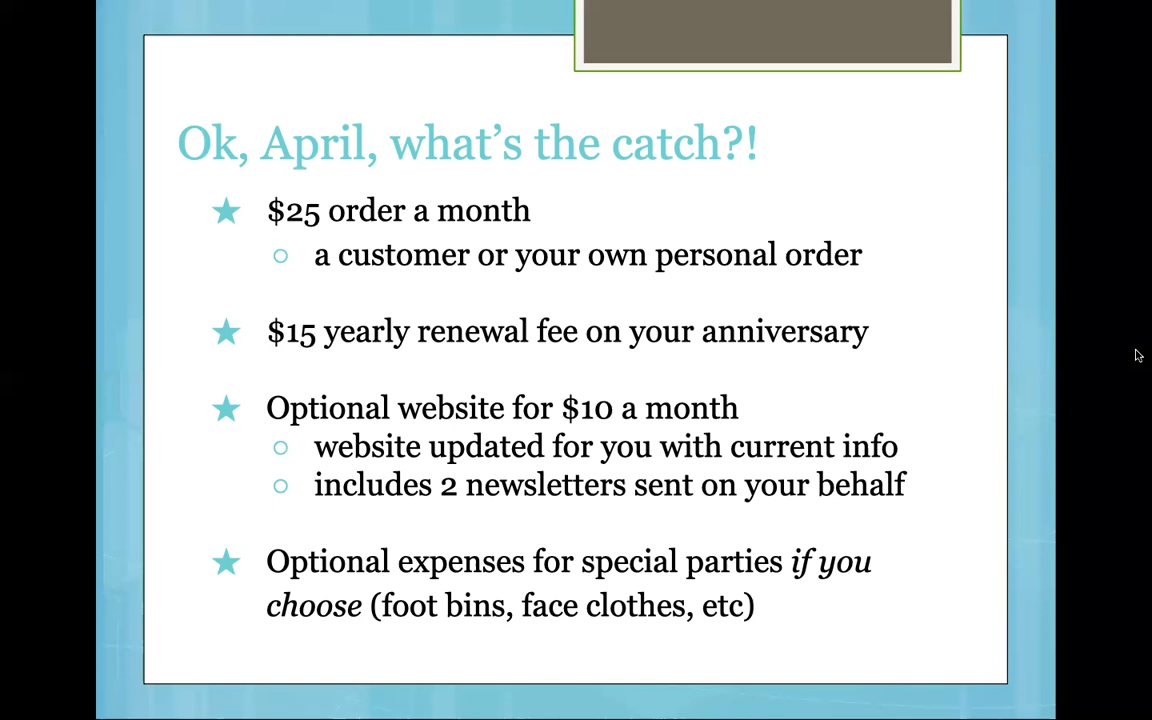 Ok, April, what's the catch?!
★ $25 order a month
○ a customer or your own personal order
★ $15 yearly renewal fee on your anniversary
★ Optional website for $10 a month
○ website updated for you with current info
○ includes 2 newsletters sent on your behalf
★ Optional expenses for special parties if you
choose (foot bins, face clothes, etc)